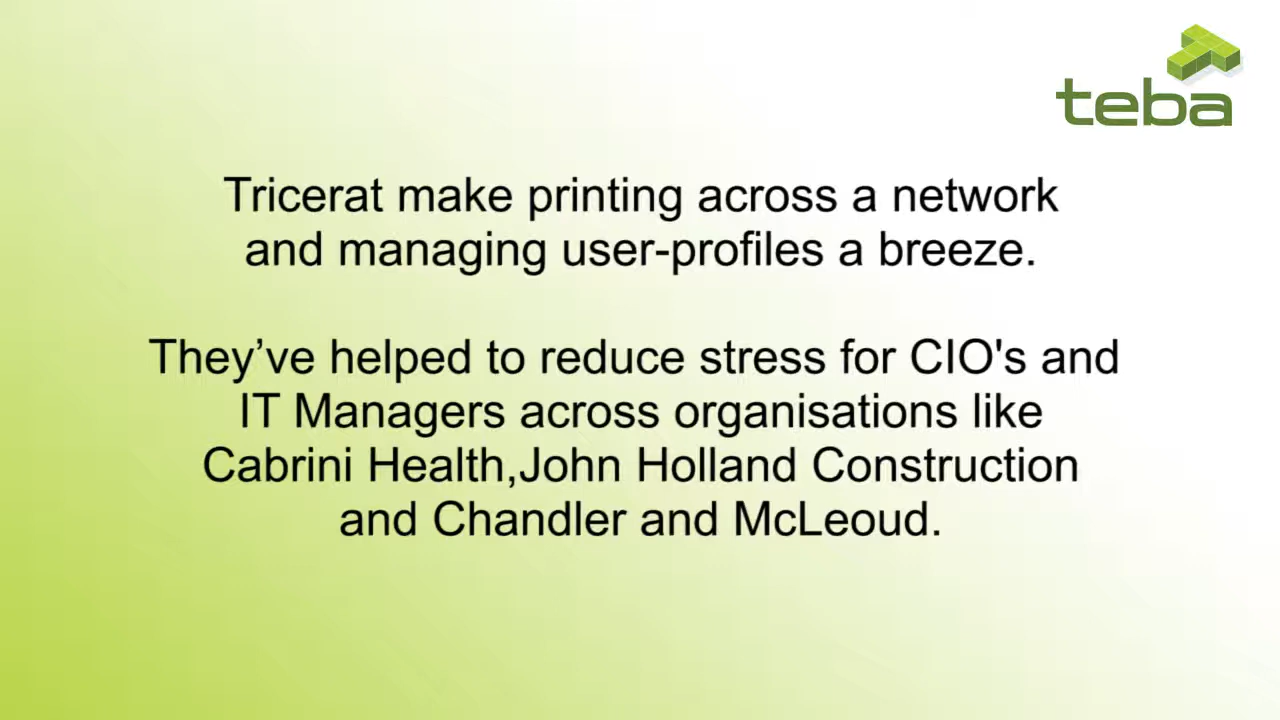 teba
Tricerat make printing across a network
and managing user-profiles a breeze.
They’ve helped to reduce stress for CIO's and
IT Managers across organisations like
Cabrini Health,John Holland Construction
and Chandler and McLeoud.